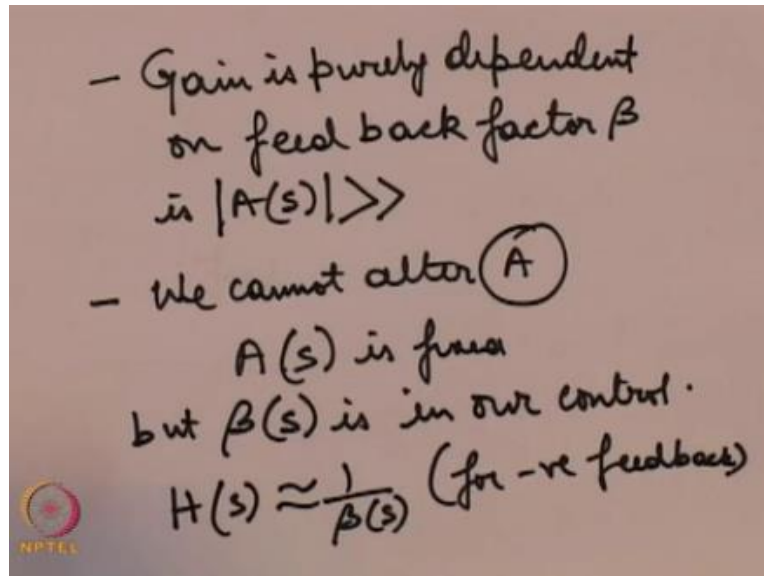 - Gain is purely dependent
on feed back factor β
is |A(s)| >>
- We cannot alter A
A(s) is fixed
but β(s) is in our control.
H(s) ≈ 1/β(s) (for -ve feedback)
NPTEL